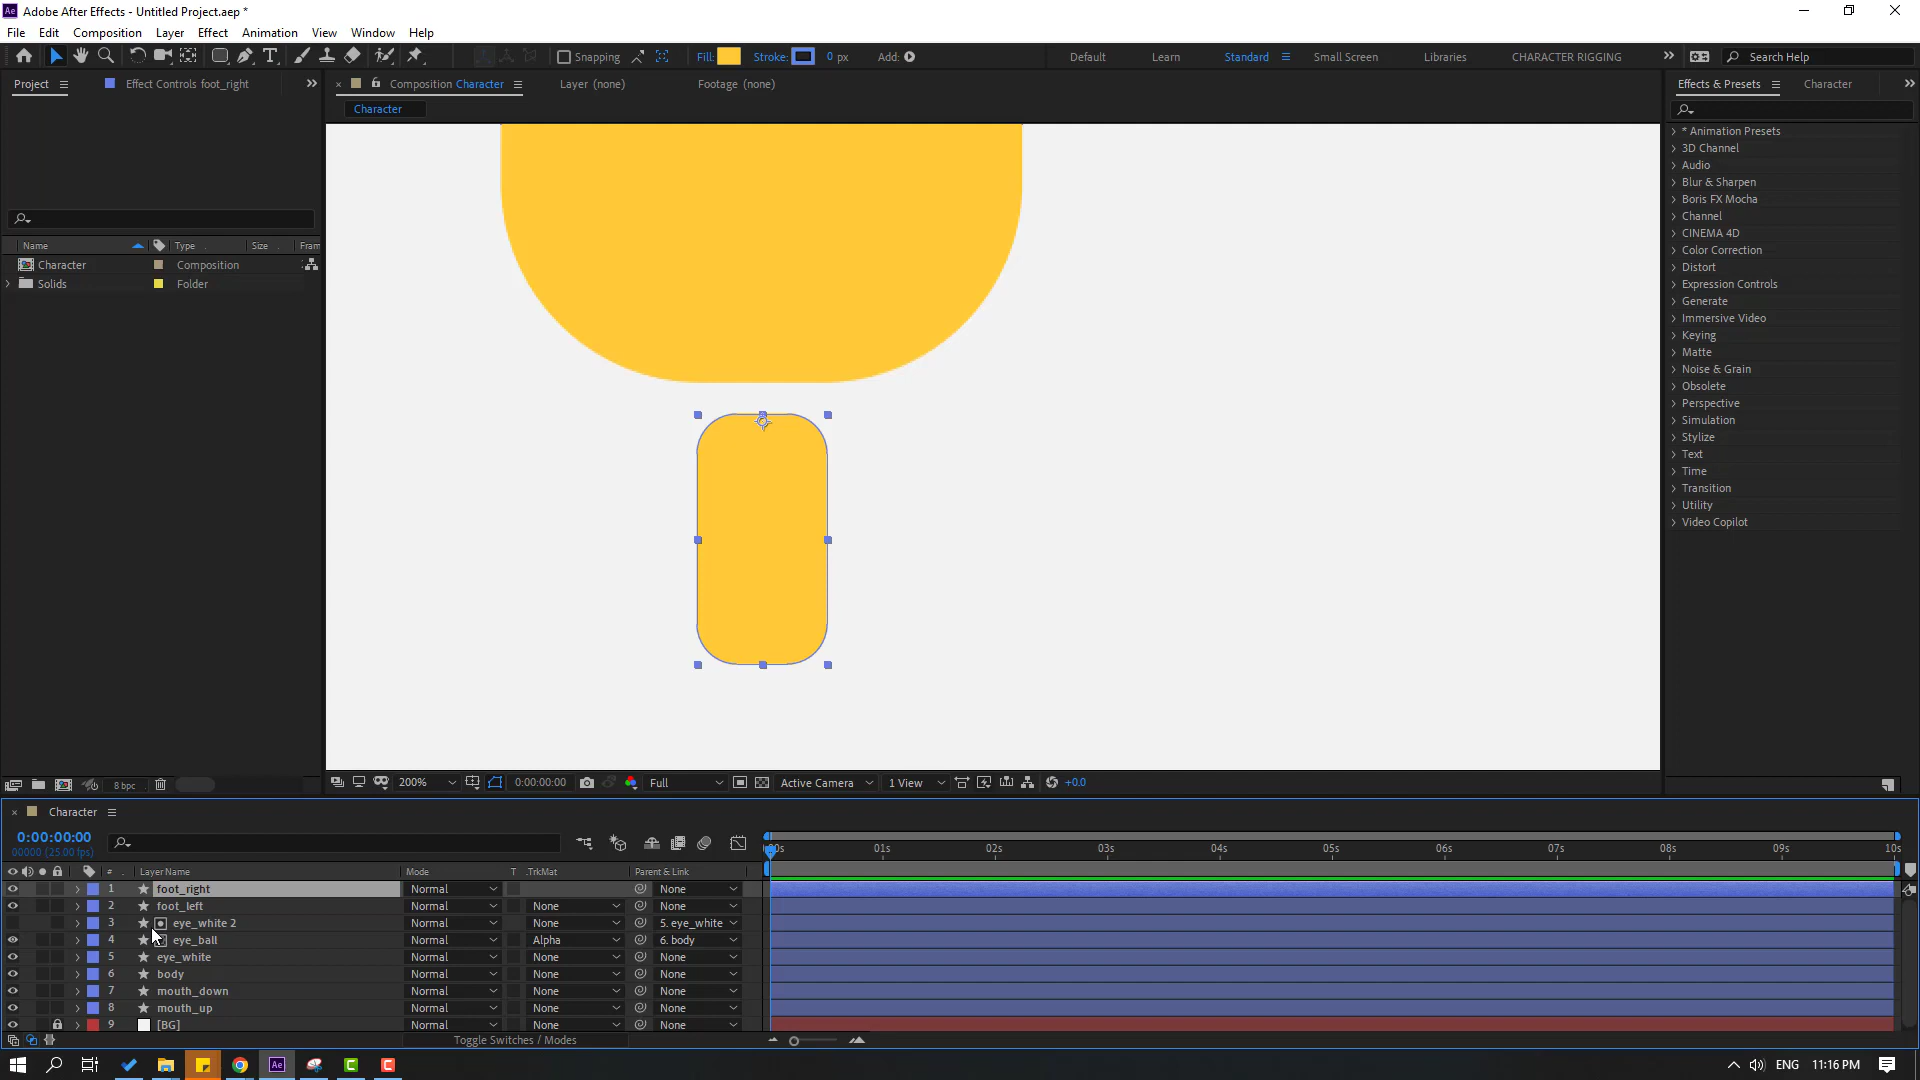 Adobe After Effects - Untitled Project.aep *
File Edit Composition Layer Effect Animation View Window Help
Snapping Fill: Stroke: 0 px Add: Default Learn Standard Small Screen Libraries CHARACTER RIGGING Search Help
Project Effect Controls foot_right Composition Character Layer (none) Footage (none) Effects & Presets Character
Character
* Animation Presets
3D Channel
Audio
Blur & Sharpen
Boris FX Mocha
Channel
CINEMA 4D
Color Correction
Distort
Expression Controls
Generate
Immersive Video
Keying
Matte
Noise & Grain
Obsolete
Perspective
Simulation
Stylize
Text
Time
Transition
Utility
Video Copilot
Name Type Size Fram
Character Composition
Solids Folder
8 bpc 200% 0:00:00:00 Full Active Camera 1 View +0.0
Character
0:00:00:00
00000 (25.00 fps)
:00s 01s 02s 03s 04s 05s 06s 07s 08s 09s 10s
# Layer Name Mode T .TrkMat Parent & Link
1 foot_right Normal None
2 foot_left Normal None None
3 eye_white 2 Normal None 5. eye_white
4 eye_ball Normal Alpha 6. body
5 eye_white Normal None None
6 body Normal None None
7 mouth_down Normal None None
8 mouth_up Normal None None
9 [BG] Normal None None
Toggle Switches / Modes
ENG 11:16 PM